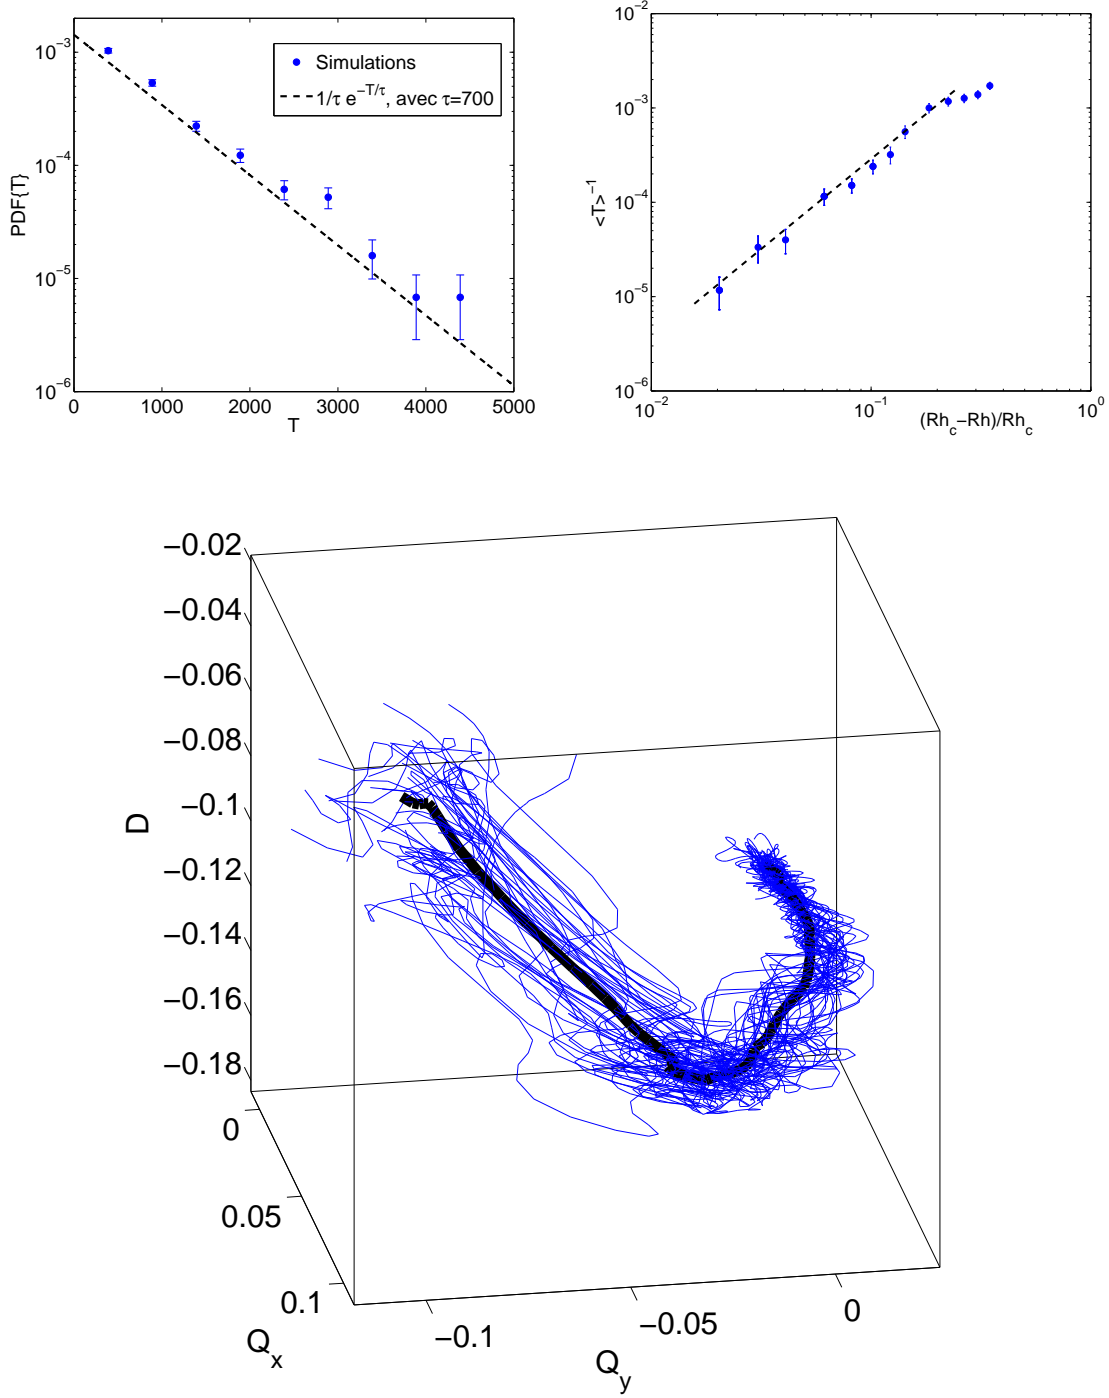 10⁻³
10⁻⁴
10⁻⁵
10⁻⁶
PDF{T}
Simulations
1/τ e⁻ᵀ/ᵗ, avec τ=700
0 1000 2000 3000 4000 5000
T
10⁻²
10⁻³
10⁻⁴
10⁻⁵
10⁻⁶
<T>⁻¹
10⁻² 10⁻¹ 10⁰
(Rh_c−Rh)/Rh_c
−0.02
−0.04
−0.06
−0.08
−0.1
−0.12
−0.14
−0.16
−0.18
D
0
0.05
0.1
Q_x
−0.1
−0.05
0
Q_y